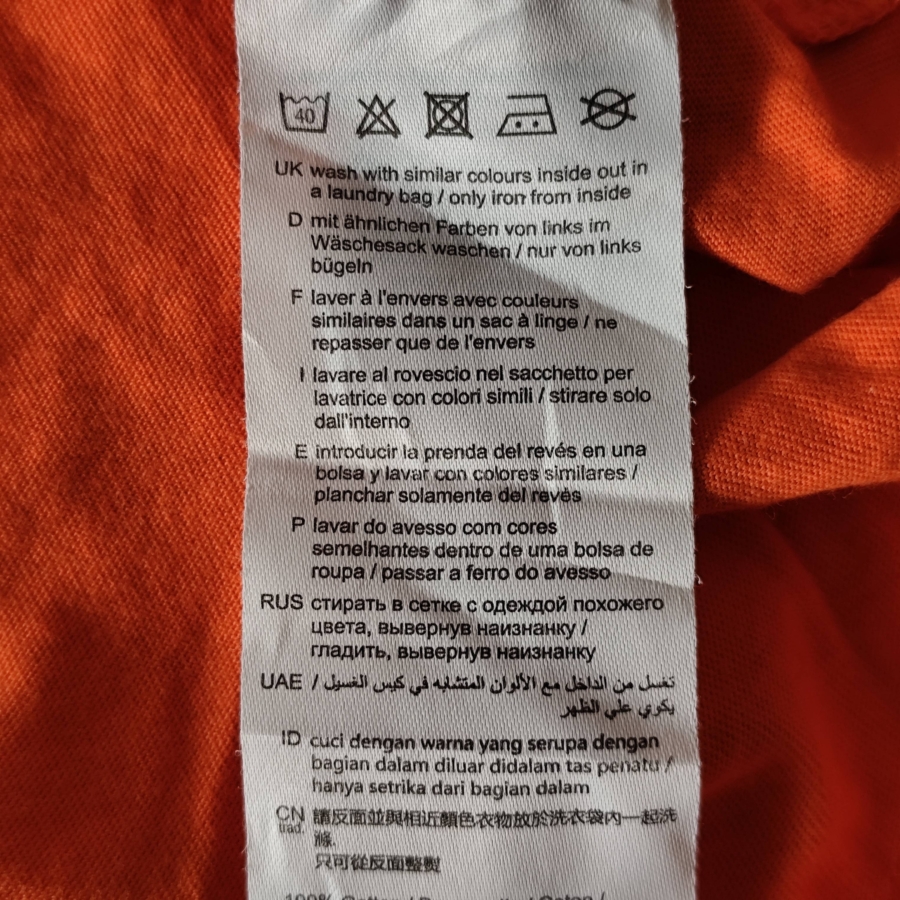 40
UK wash with similar colours inside out in
a laundry bag / only iron from inside
D mit ähnlichen Farben von links im
Wäschesack waschen / nur von links
bügeln
F laver à l'envers avec couleurs
similaires dans un sac à linge / ne
repasser que de l'envers
I lavare al rovescio nel sacchetto per
lavatrice con colori simili / stirare solo
dall'interno
E introducir la prenda del revés en una
bolsa y lavar con colores similares /
planchar solamente del revés
P lavar do avesso com cores
semelhantes dentro de uma bolsa de
roupa / passar a ferro do avesso
RUS стирать в сетке с одеждой похожего
цвета, вывернув наизнанку /
гладить, вывернув наизнанку
UAE تغسل من الداخل مع الألوان المتشابه في كيس الغسيل /
يكوي علي الظهر
ID cuci dengan warna yang serupa dengan
bagian dalam diluar didalam tas penatu /
hanya setrika dari bagian dalam
CN trad. 請反面並與相近顏色衣物放於洗衣袋內一起洗
滌.
只可從反面整熨
100%